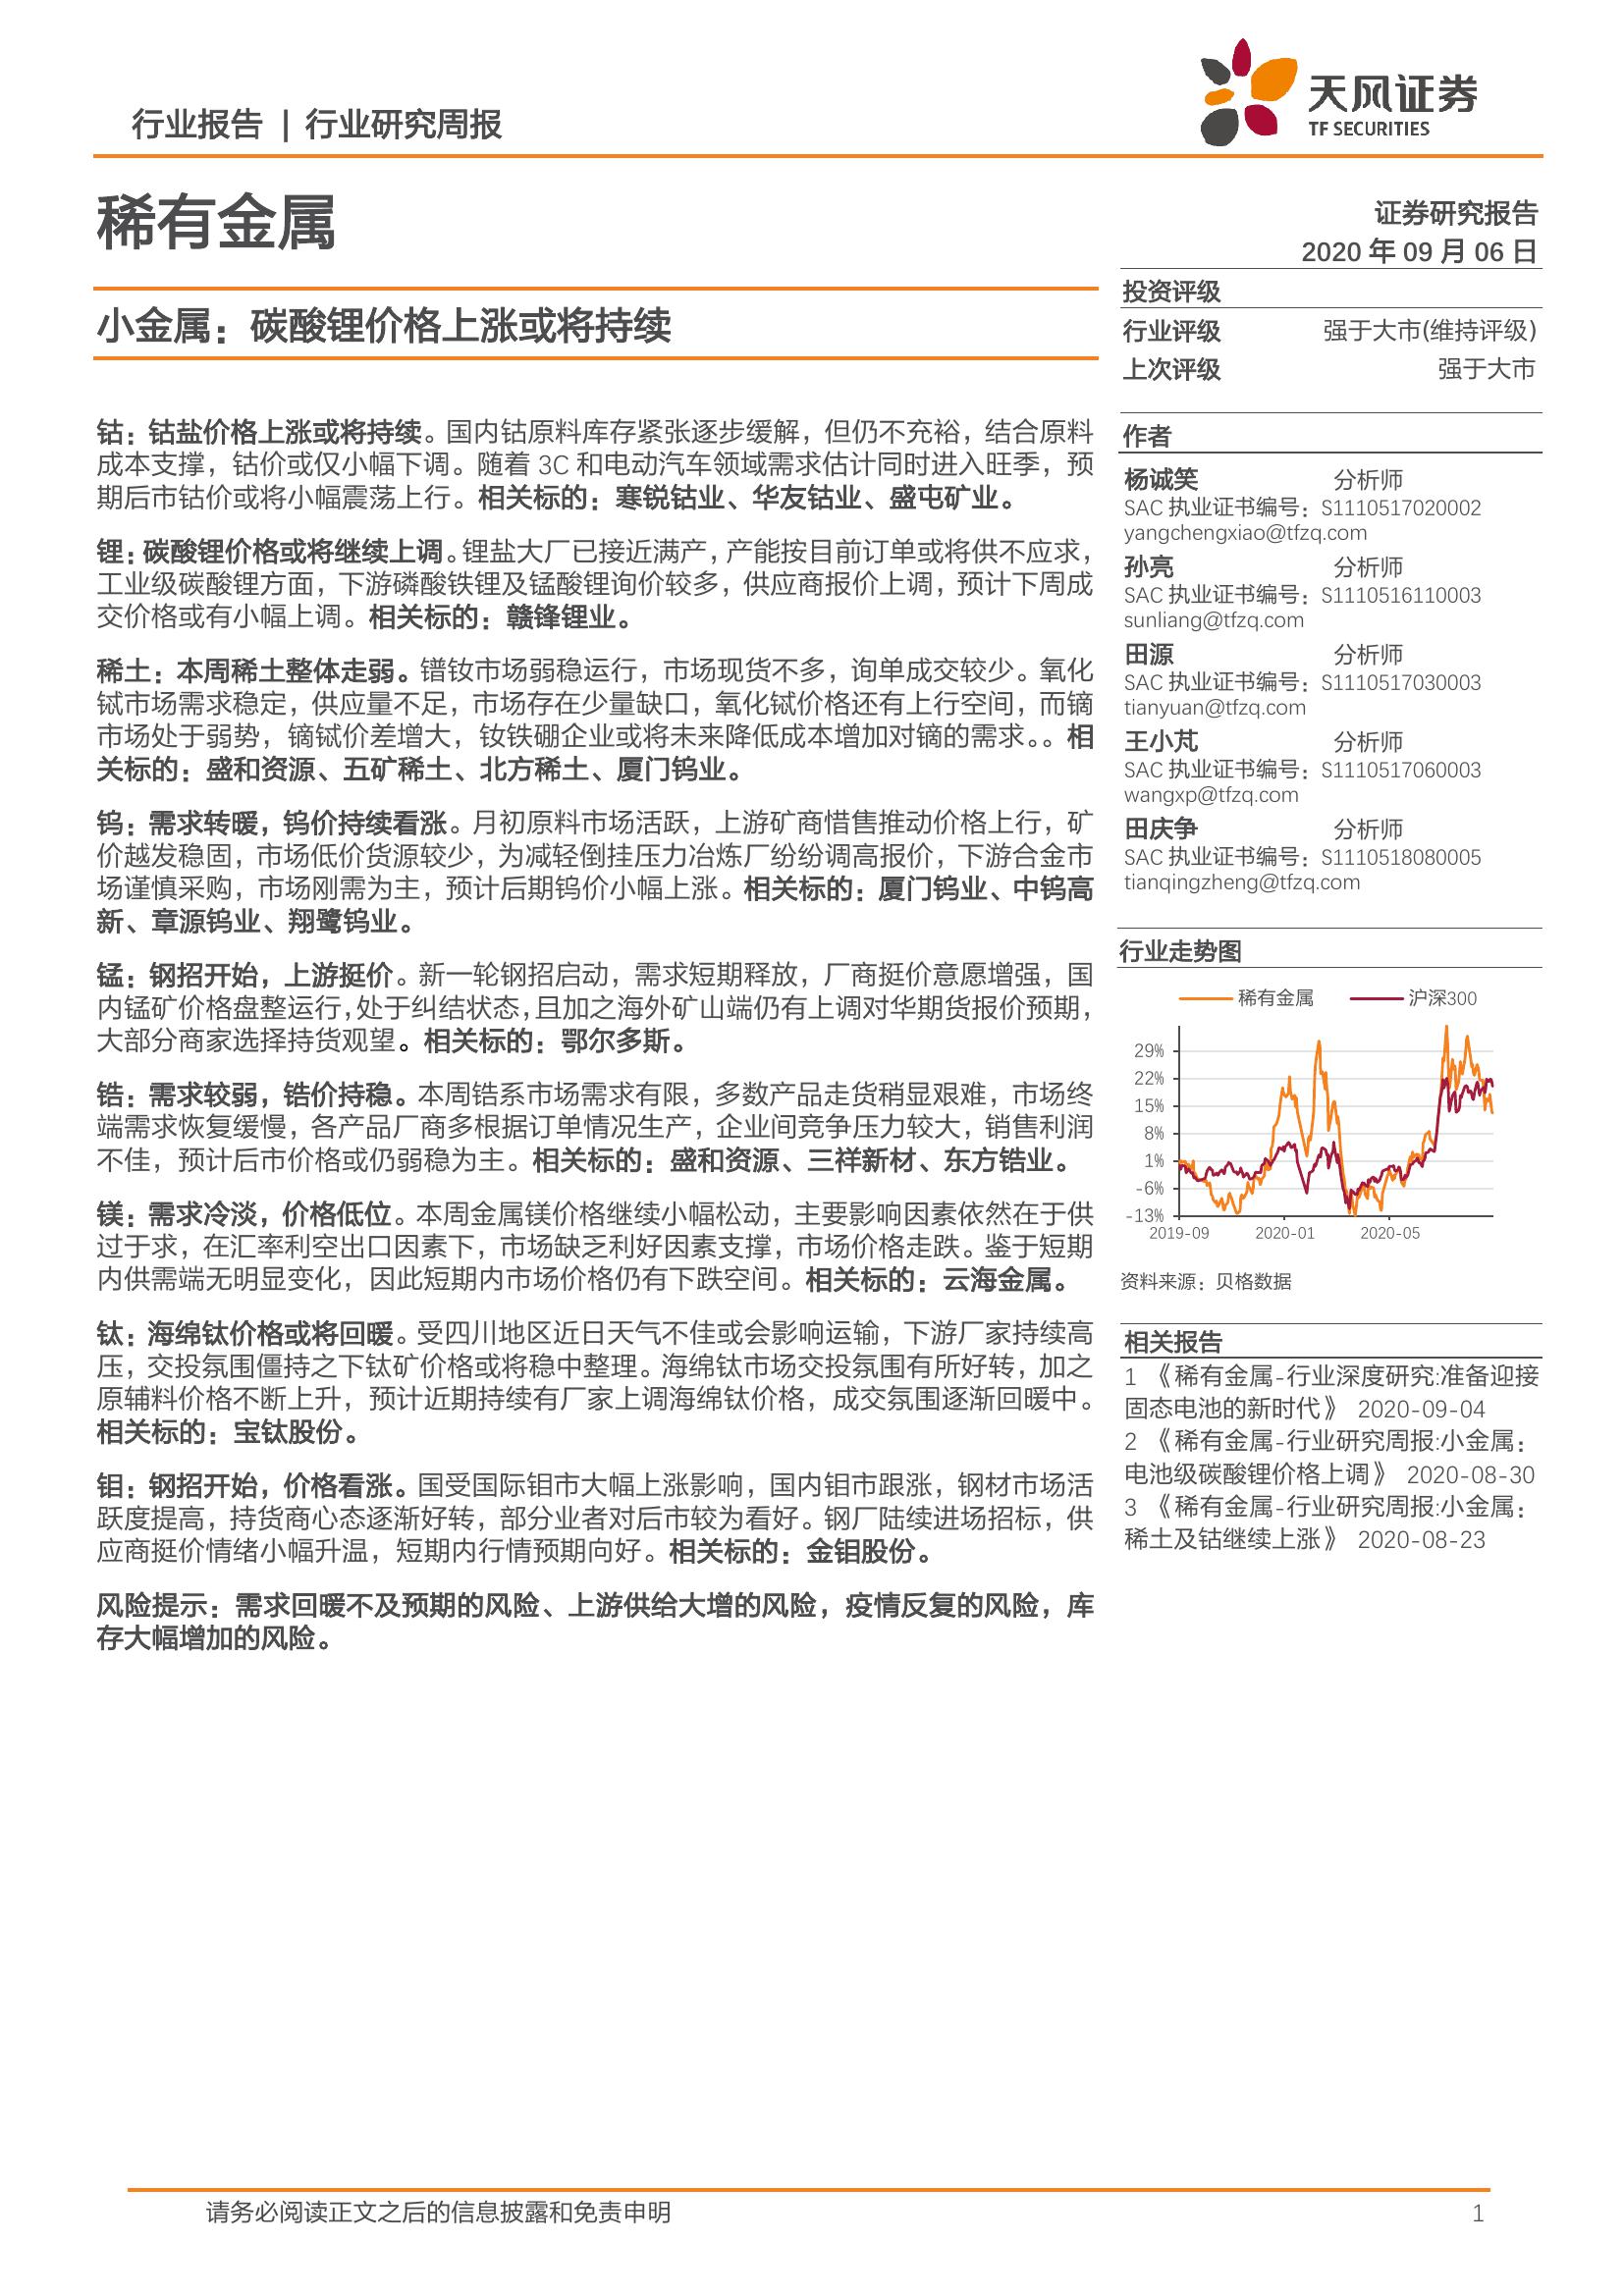 行业报告 | 行业研究周报
天风证券
TF SECURITIES
稀有金属
证券研究报告
2020 年 09 月 06 日
小金属：碳酸锂价格上涨或将持续
钴：钴盐价格上涨或将持续。国内钴原料库存紧张逐步缓解，但仍不充裕，结合原料
成本支撑，钴价或仅小幅下调。随着 3C 和电动汽车领域需求估计同时进入旺季，预
期后市钴价或将小幅震荡上行。相关标的：寒锐钴业、华友钴业、盛屯矿业。
锂：碳酸锂价格或将继续上调。锂盐大厂已接近满产，产能按目前订单或将供不应求，
工业级碳酸锂方面，下游磷酸铁锂及锰酸锂询价较多，供应商报价上调，预计下周成
交价格或有小幅上调。相关标的：赣锋锂业。
稀土：本周稀土整体走弱。镨钕市场弱稳运行，市场现货不多，询单成交较少。氧化
铽市场需求稳定，供应量不足，市场存在少量缺口，氧化铽价格还有上行空间，而镝
市场处于弱势，镝铽价差增大，钕铁硼企业或将未来降低成本增加对镝的需求。。相
关标的：盛和资源、五矿稀土、北方稀土、厦门钨业。
钨：需求转暖，钨价持续看涨。月初原料市场活跃，上游矿商惜售推动价格上行，矿
价越发稳固，市场低价货源较少，为减轻倒挂压力冶炼厂纷纷调高报价，下游合金市
场谨慎采购，市场刚需为主，预计后期钨价小幅上涨。相关标的：厦门钨业、中钨高
新、章源钨业、翔鹭钨业。
锰：钢招开始，上游挺价。新一轮钢招启动，需求短期释放，厂商挺价意愿增强，国
内锰矿价格盘整运行，处于纠结状态，且加之海外矿山端仍有上调对华期货报价预期，
大部分商家选择持货观望。相关标的：鄂尔多斯。
锆：需求较弱，锆价持稳。本周锆系市场需求有限，多数产品走货稍显艰难，市场终
端需求恢复缓慢，各产品厂商多根据订单情况生产，企业间竞争压力较大，销售利润
不佳，预计后市价格或仍弱稳为主。相关标的：盛和资源、三祥新材、东方锆业。
镁：需求冷淡，价格低位。本周金属镁价格继续小幅松动，主要影响因素依然在于供
过于求，在汇率利空出口因素下，市场缺乏利好因素支撑，市场价格走跌。鉴于短期
内供需端无明显变化，因此短期内市场价格仍有下跌空间。相关标的：云海金属。
钛：海绵钛价格或将回暖。受四川地区近日天气不佳或会影响运输，下游厂家持续高
压，交投氛围僵持之下钛矿价格或将稳中整理。海绵钛市场交投氛围有所好转，加之
原辅料价格不断上升，预计近期持续有厂家上调海绵钛价格，成交氛围逐渐回暖中。
相关标的：宝钛股份。
钼：钢招开始，价格看涨。国受国际钼市大幅上涨影响，国内钼市跟涨，钢材市场活
跃度提高，持货商心态逐渐好转，部分业者对后市较为看好。钢厂陆续进场招标，供
应商挺价情绪小幅升温，短期内行情预期向好。相关标的：金钼股份。
风险提示：需求回暖不及预期的风险、上游供给大增的风险，疫情反复的风险，库
存大幅增加的风险。
投资评级
行业评级 强于大市(维持评级)
上次评级 强于大市
作者
杨诚笑 分析师
SAC 执业证书编号：S1110517020002
yangchengxiao@tfzq.com
孙亮 分析师
SAC 执业证书编号：S1110516110003
sunliang@tfzq.com
田源 分析师
SAC 执业证书编号：S1110517030003
tianyuan@tfzq.com
王小芃 分析师
SAC 执业证书编号：S1110517060003
wangxp@tfzq.com
田庆争 分析师
SAC 执业证书编号：S1110518080005
tianqingzheng@tfzq.com
行业走势图
稀有金属 沪深300
29%
22%
15%
8%
1%
-6%
-13%
2019-09 2020-01 2020-05
资料来源：贝格数据
相关报告
1 《稀有金属-行业深度研究:准备迎接
固态电池的新时代》 2020-09-04
2 《稀有金属-行业研究周报:小金属：
电池级碳酸锂价格上调》 2020-08-30
3 《稀有金属-行业研究周报:小金属：
稀土及钴继续上涨》 2020-08-23
请务必阅读正文之后的信息披露和免责申明 1